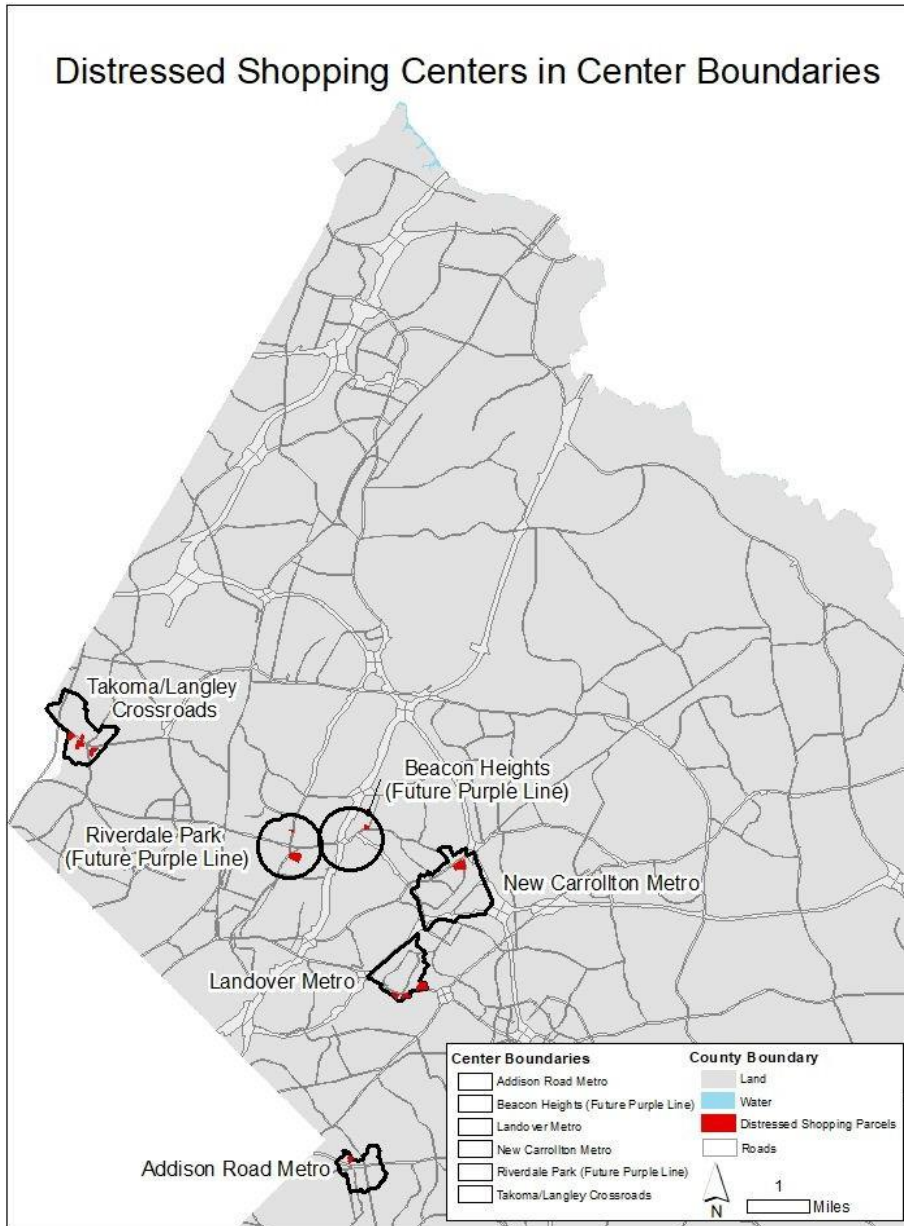 Distressed Shopping Centers in Center Boundaries
Takoma/Langley
Crossroads
Beacon Heights
(Future Purple Line)
Riverdale Park
(Future Purple Line)
New Carrollton Metro
Landover Metro
Addison Road Metro
Center Boundaries
Addison Road Metro
Beacon Heights (Future Purple Line)
Landover Metro
New Carrollton Metro
Riverdale Park (Future Purple Line)
Takoma/Langley Crossroads
County Boundary
Land
Water
Distressed Shopping Parcels
Roads
N
1
Miles